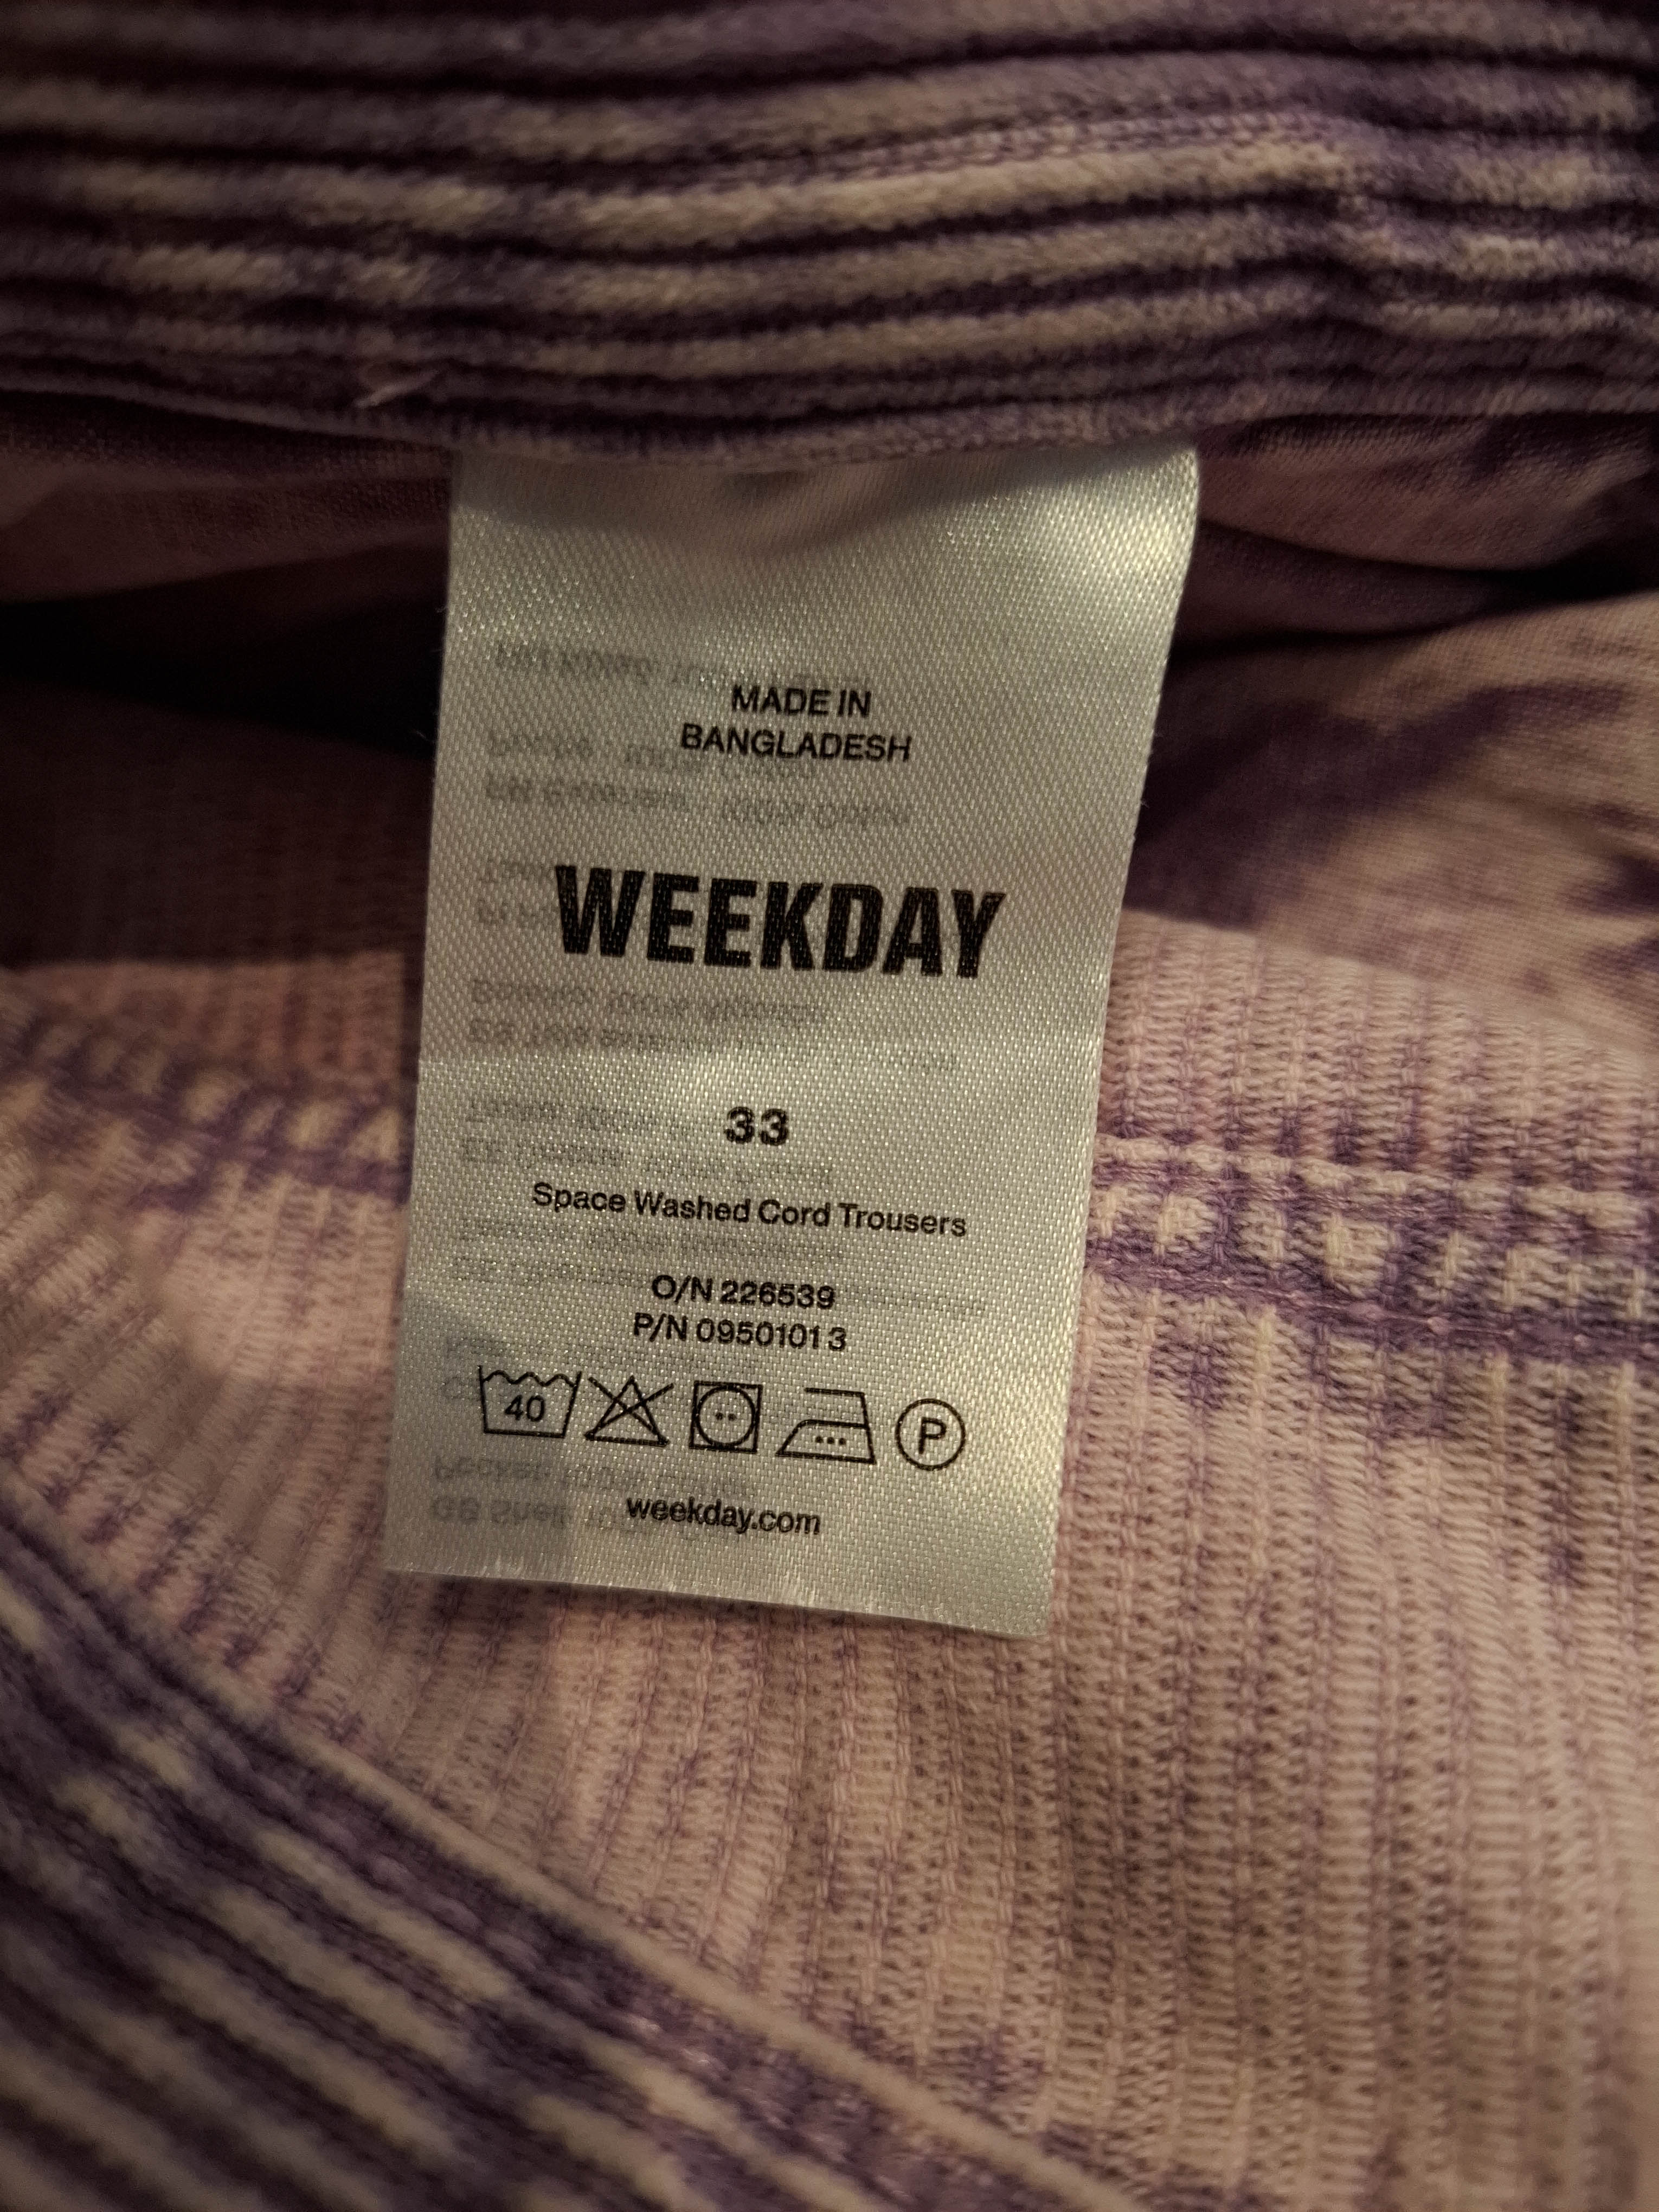 MADE IN
BANGLADESH
WEEKDAY
33
Space Washed Cord Trousers
O/N 226539
P/N 09501013
40 P
weekday.com